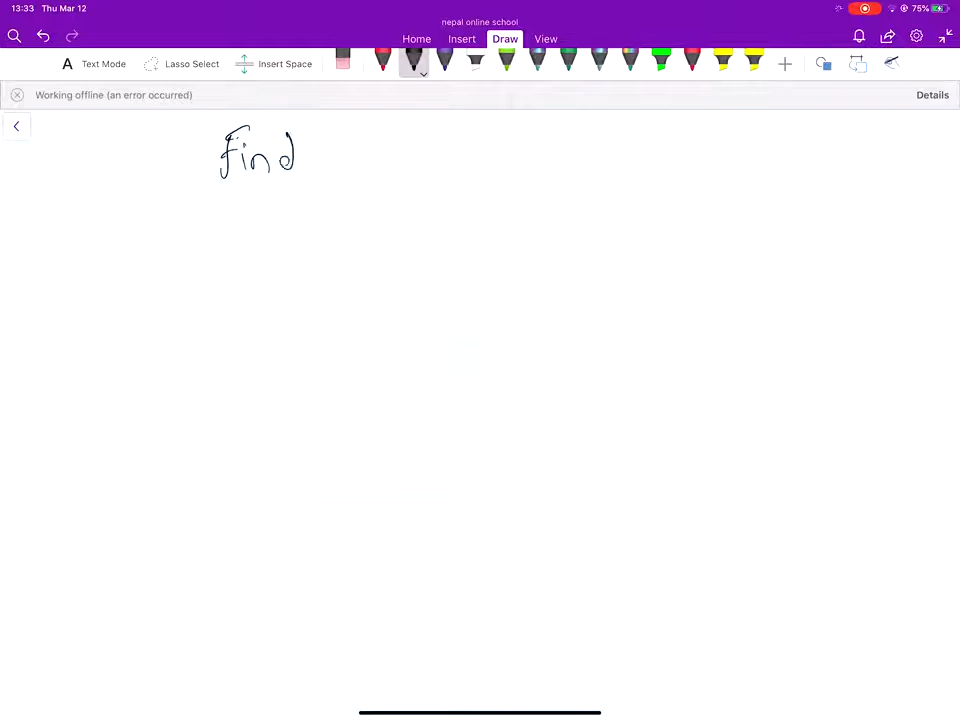 13:33 Thu Mar 12
75%
nepal online school
Home Insert Draw View
A Text Mode Lasso Select Insert Space
Working offline (an error occurred) Details
Find